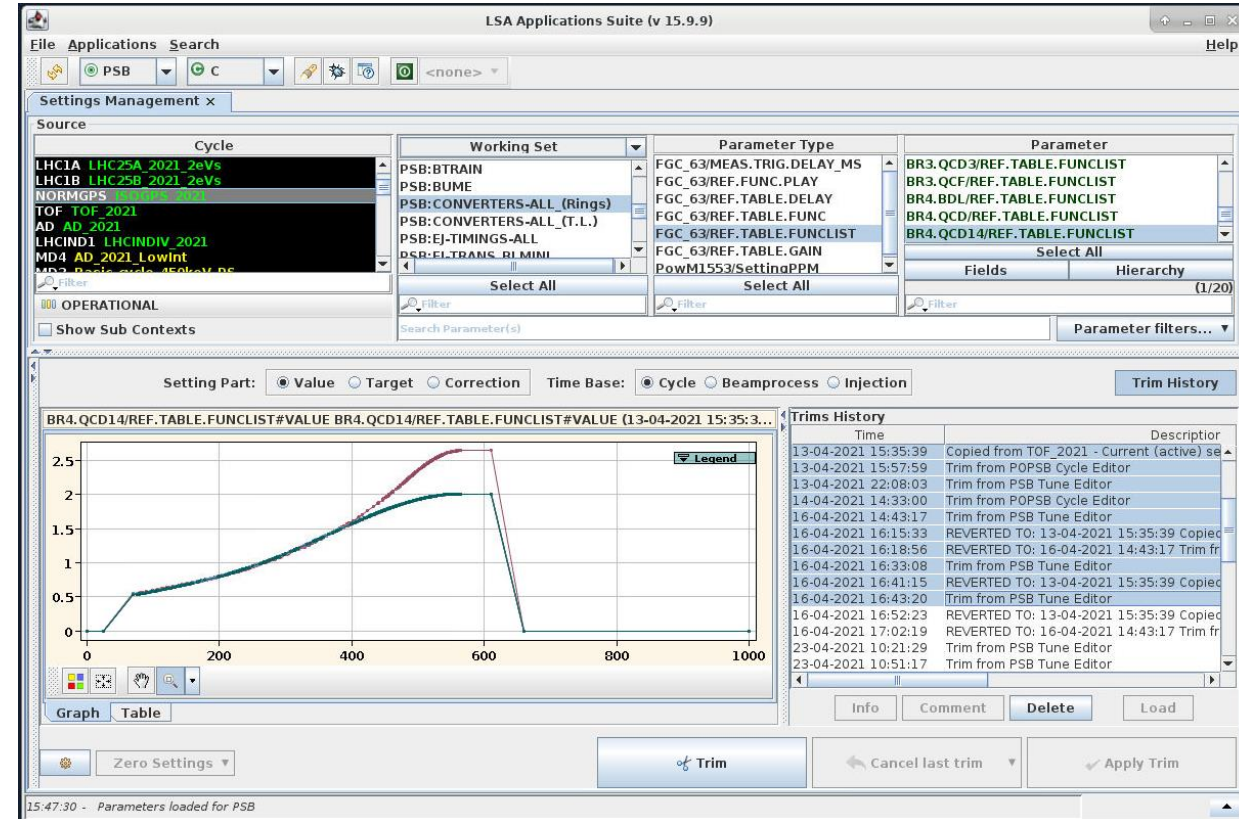 LSA Applications Suite (v 15.9.9)
File Applications Search Help
PSB C <none>
Settings Management x
Source
Cycle
LHC1A LHC25A_2021_2eVs
LHC1B LHC25B_2021_2eVs
NORMGPS ISOGPS_2021
TOF TOF_2021
AD AD_2021
LHCIND1 LHCINDIV_2021
MD4 AD_2021_LowInt
Filter
OPERATIONAL
Show Sub Contexts
Working Set
PSB:BTRAIN
PSB:BUME
PSB:CONVERTERS-ALL_(Rings)
PSB:CONVERTERS-ALL_(T.L.)
PSB:EJ-TIMINGS-ALL
Select All
Filter
Search Parameter(s)
Parameter Type
FGC_63/MEAS.TRIG.DELAY_MS
FGC_63/REF.FUNC.PLAY
FGC_63/REF.TABLE.DELAY
FGC_63/REF.TABLE.FUNC
FGC_63/REF.TABLE.FUNCLIST
FGC_63/REF.TABLE.GAIN
PowM1553/SettingPPM
Select All
Filter
Parameter
BR3.QCD3/REF.TABLE.FUNCLIST
BR3.QCF/REF.TABLE.FUNCLIST
BR4.BDL/REF.TABLE.FUNCLIST
BR4.QCD/REF.TABLE.FUNCLIST
BR4.QCD14/REF.TABLE.FUNCLIST
Select All
Fields Hierarchy
(1/20)
Filter
Parameter filters...
Setting Part: Value Target Correction Time Base: Cycle Beamprocess Injection Trim History
BR4.QCD14/REF.TABLE.FUNCLIST#VALUE BR4.QCD14/REF.TABLE.FUNCLIST#VALUE (13-04-2021 15:35:3...
Legend
2.5
2
1.5
1
0.5
0
0 200 400 600 800 1000
Graph Table
Trims History
Time Description
13-04-2021 15:35:39 Copied from TOF_2021 - Current (active) se
13-04-2021 15:57:59 Trim from POPSB Cycle Editor
13-04-2021 22:08:03 Trim from PSB Tune Editor
14-04-2021 14:33:00 Trim from POPSB Cycle Editor
16-04-2021 14:43:17 Trim from PSB Tune Editor
16-04-2021 16:15:33 REVERTED TO: 13-04-2021 15:35:39 Copied
16-04-2021 16:18:56 REVERTED TO: 16-04-2021 14:43:17 Trim fr
16-04-2021 16:33:08 Trim from PSB Tune Editor
16-04-2021 16:41:15 REVERTED TO: 13-04-2021 15:35:39 Copied
16-04-2021 16:43:20 Trim from PSB Tune Editor
16-04-2021 16:52:23 REVERTED TO: 13-04-2021 15:35:39 Copied
16-04-2021 17:02:19 REVERTED TO: 16-04-2021 14:43:17 Trim fr
23-04-2021 10:21:29 Trim from PSB Tune Editor
23-04-2021 10:51:17 Trim from PSB Tune Editor
Info Comment Delete Load
Zero Settings Trim Cancel last trim Apply Trim
15:47:30 - Parameters loaded for PSB